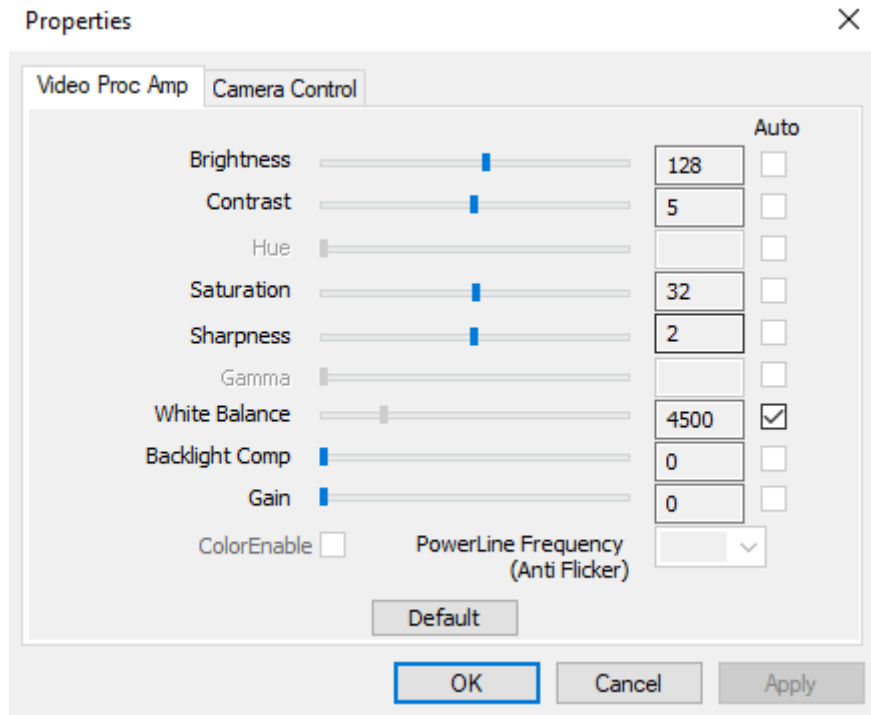 Properties
Video Proc Amp Camera Control
Auto
Brightness 128
Contrast 5
Hue
Saturation 32
Sharpness 2
Gamma
White Balance 4500
Backlight Comp 0
Gain 0
ColorEnable PowerLine Frequency
(Anti Flicker)
Default
OK Cancel Apply